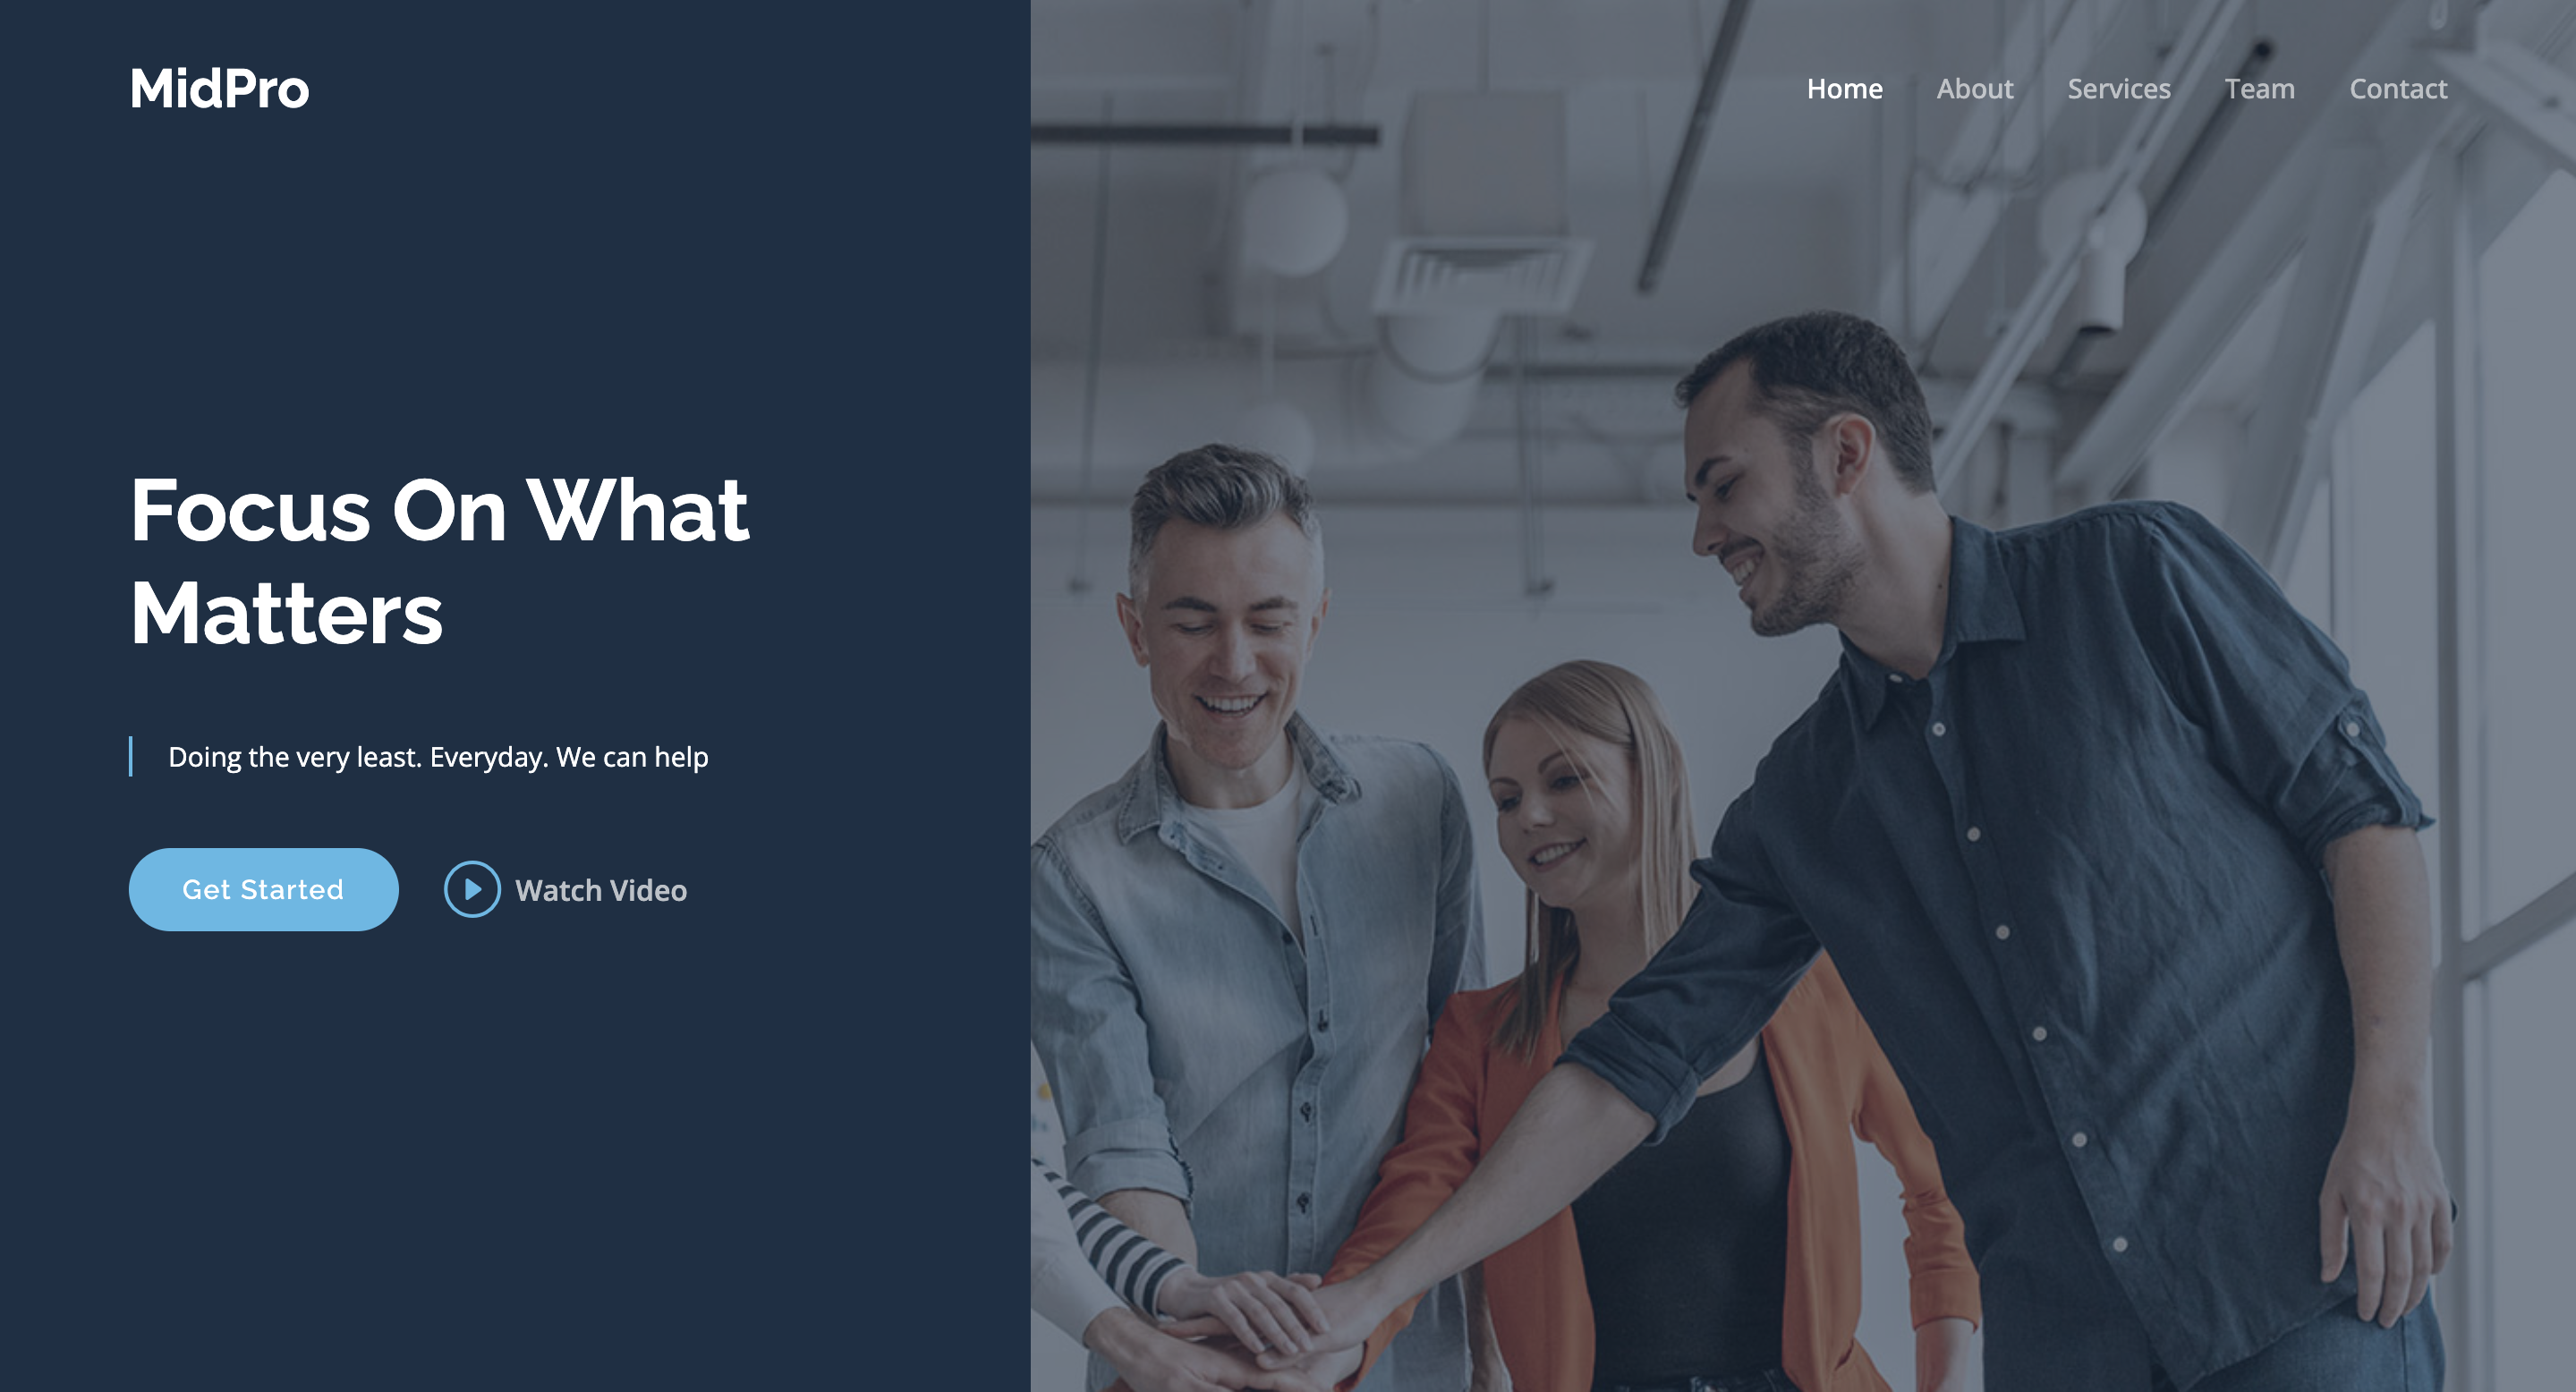 MidPro
Home About Services Team Contact
Focus On What
Matters
Doing the very least. Everyday. We can help
Get Started
Watch Video